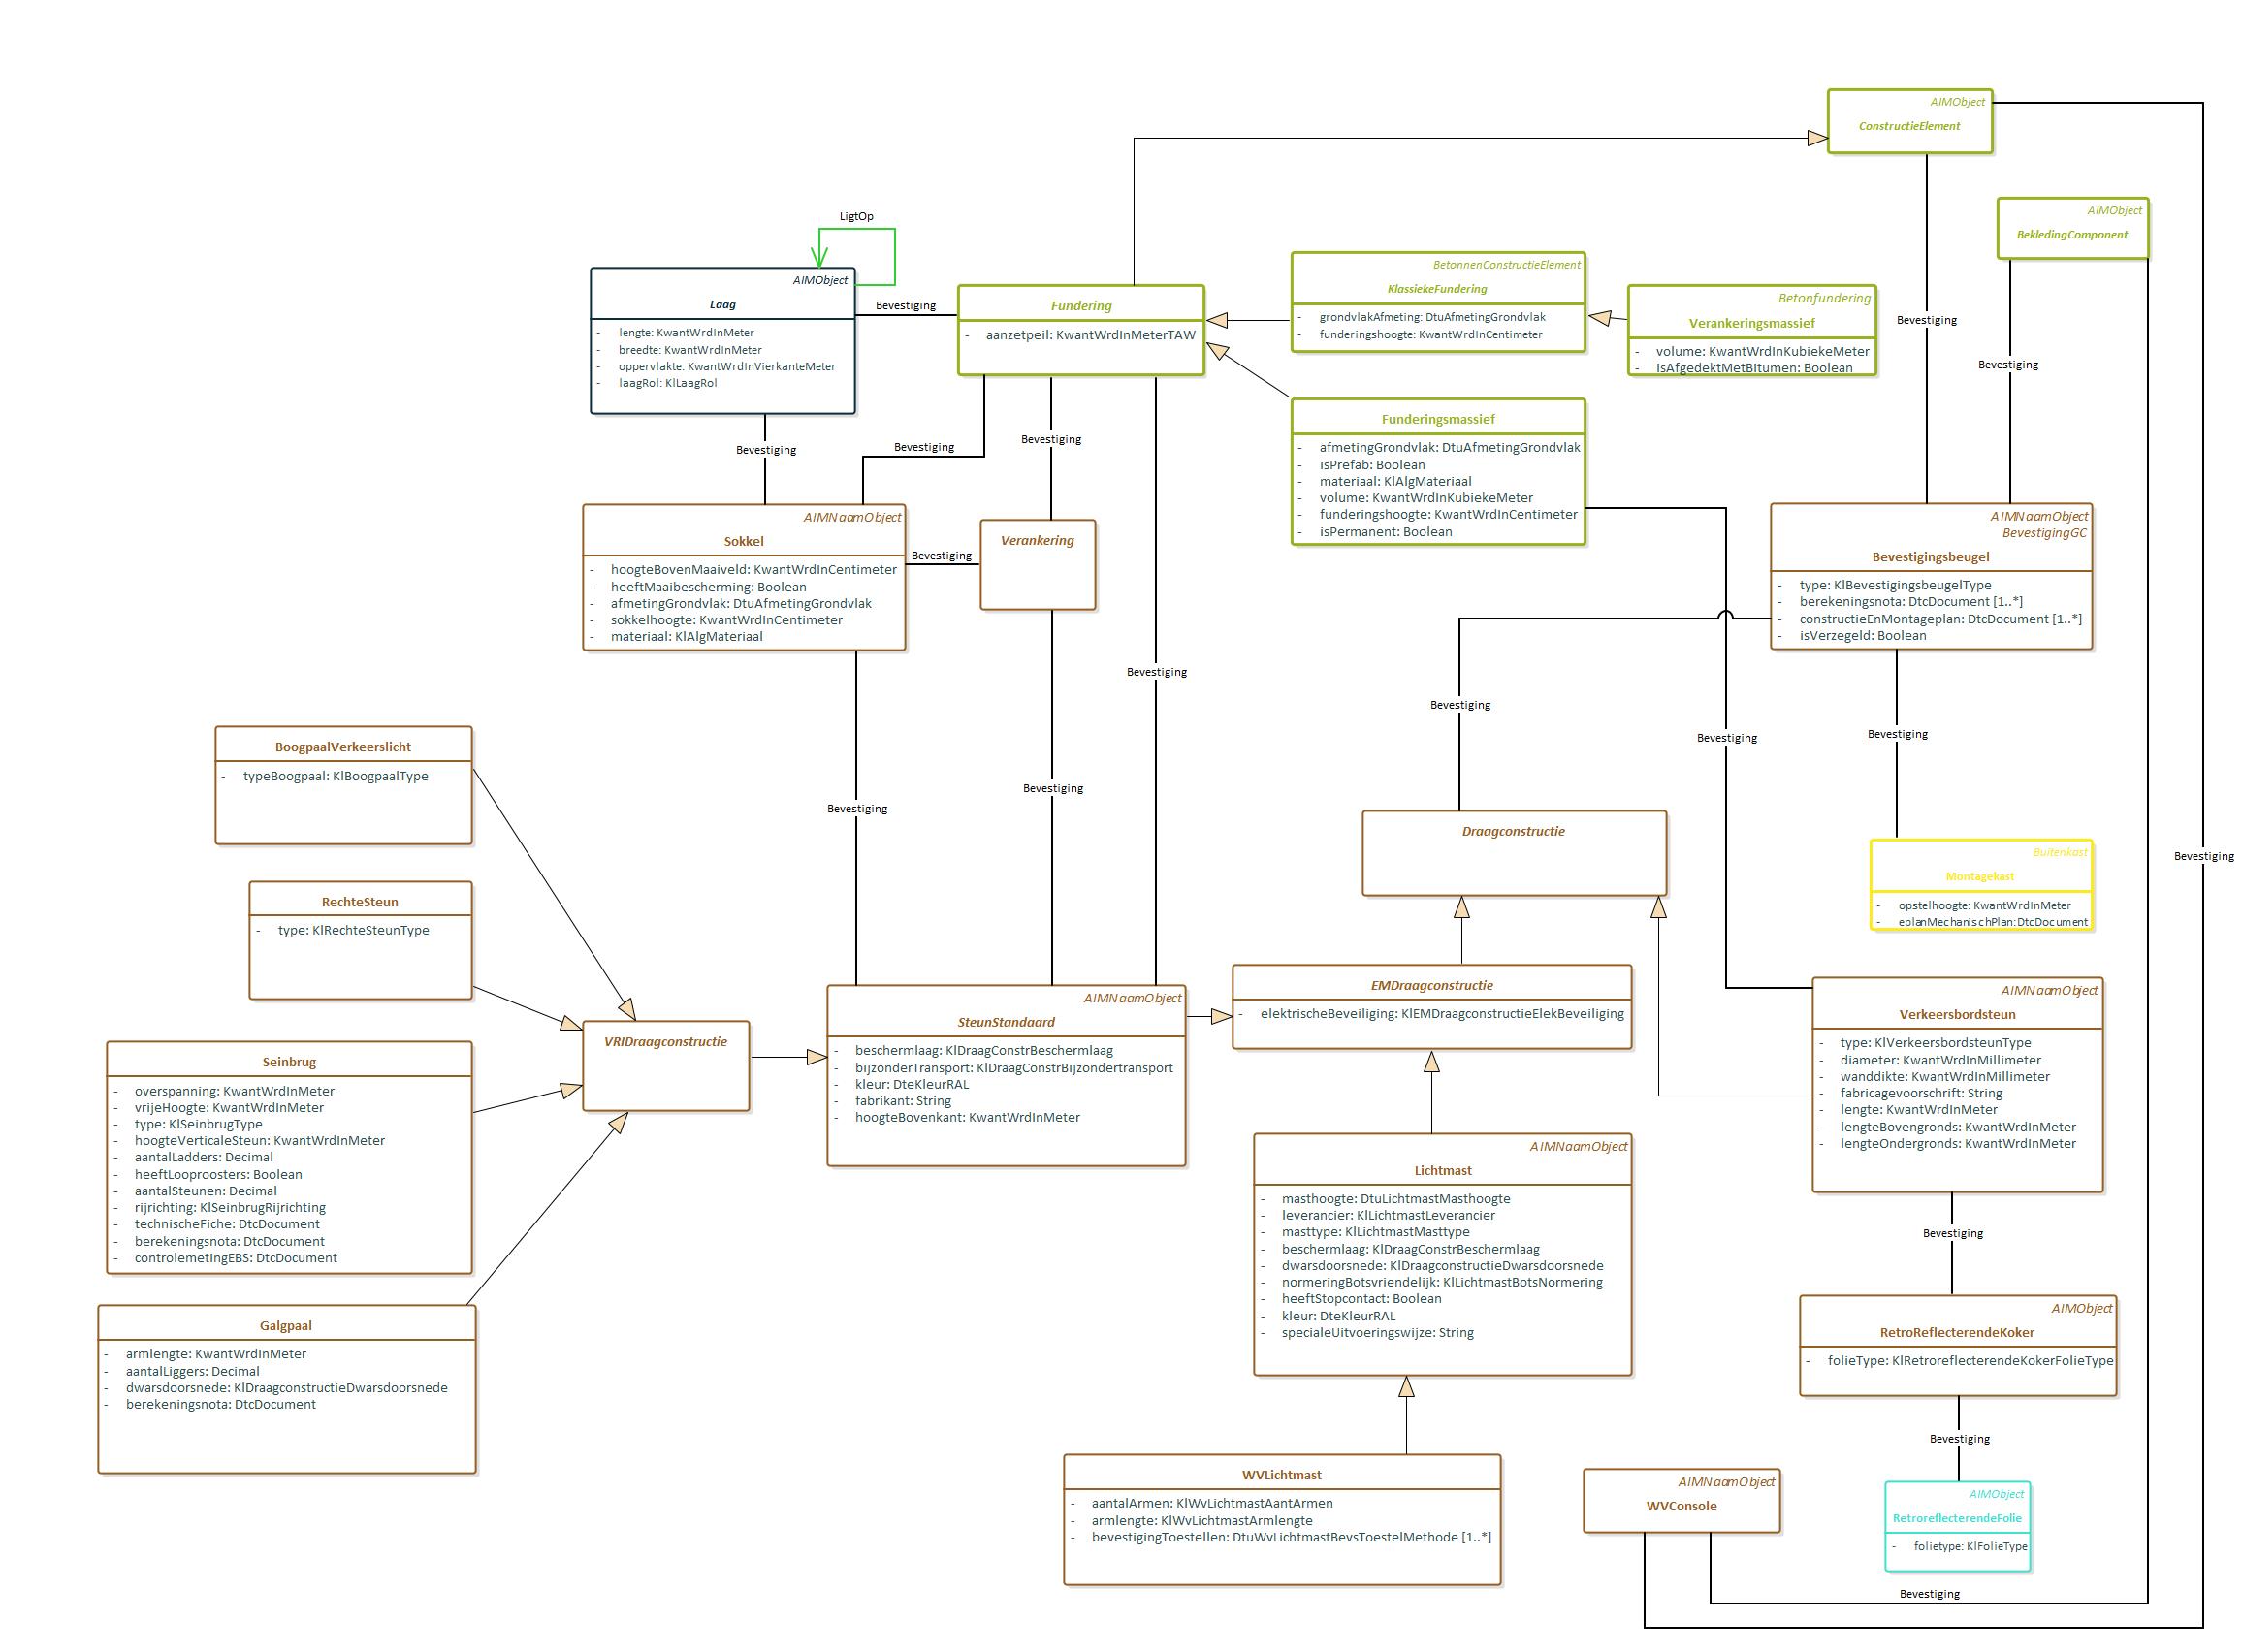 AIMObject
ConstructieElement
AIMObject
BekledingComponent
LigtOp
AIMObject
Laag
- lengte: KwantWrdInMeter
- breedte: KwantWrdInMeter
- oppervlakte: KwantWrdInVierkanteMeter
- laagRol: KlLaagRol
Bevestiging
Fundering
- aanzetpeil: KwantWrdInMeterTAW
BetonnenConstructieElement
KlassiekeFundering
- grondvlakAfmeting: DtuAfmetingGrondvlak
- funderingshoogte: KwantWrdInCentimeter
Betonfundering
Verankeringsmassief
- volume: KwantWrdInKubiekeMeter
- isAfgedektMetBitumen: Boolean
Bevestiging
Bevestiging
Funderingsmassief
- afmetingGrondvlak: DtuAfmetingGrondvlak
- isPrefab: Boolean
- materiaal: KlAlgMateriaal
- volume: KwantWrdInKubiekeMeter
- funderingshoogte: KwantWrdInCentimeter
- isPermanent: Boolean
Bevestiging
Bevestiging
Bevestiging
AIMNaamObject
Sokkel
- hoogteBovenMaaiveld: KwantWrdInCentimeter
- heeftMaaibescherming: Boolean
- afmetingGrondvlak: DtuAfmetingGrondvlak
- sokkelhoogte: KwantWrdInCentimeter
- materiaal: KlAlgMateriaal
Bevestiging
Verankering
AIMNaamObject
BevestigingGC
Bevestigingsbeugel
- type: KlBevestigingsbeugelType
- berekeningsnota: DtcDocument [1..*]
- constructieEnMontageplan: DtcDocument [1..*]
- isVerzegeld: Boolean
Bevestiging
Bevestiging
Bevestiging
Bevestiging
Bevestiging
Bevestiging
Bevestiging
BoogpaalVerkeerslicht
- typeBoogpaal: KlBoogpaalType
Draagconstructie
Buitenkast
Montagekast
- opstelhoogte: KwantWrdInMeter
- eplanMechanischPlan: DtcDocument
RechteSteun
- type: KlRechteSteunType
VRIDraagconstructie
AIMNaamObject
SteunStandaard
- beschermlaag: KlDraagConstrBeschermlaag
- bijzonderTransport: KlDraagConstrBijzondertransport
- kleur: DteKleurRAL
- fabrikant: String
- hoogteBovenkant: KwantWrdInMeter
EMDraagconstructie
- elektrischeBeveiliging: KlEMDraagconstructieElekBeveiliging
AIMNaamObject
Verkeersbordsteun
- type: KlVerkeersbordsteunType
- diameter: KwantWrdInMillimeter
- wanddikte: KwantWrdInMillimeter
- fabricagevoorschrift: String
- lengte: KwantWrdInMeter
- lengteBovengronds: KwantWrdInMeter
- lengteOndergronds: KwantWrdInMeter
Seinbrug
- overspanning: KwantWrdInMeter
- vrijeHoogte: KwantWrdInMeter
- type: KlSeinbrugType
- hoogteVerticaleSteun: KwantWrdInMeter
- aantalLadders: Decimal
- heeftLooproosters: Boolean
- aantalSteunen: Decimal
- rijrichting: KlSeinbrugRijrichting
- technischeFiche: DtcDocument
- berekeningsnota: DtcDocument
- controlemetingEBS: DtcDocument
AIMNaamObject
Lichtmast
- masthoogte: DtuLichtmastMasthoogte
- leverancier: KlLichtmastLeverancier
- masttype: KlLichtmastMasttype
- beschermlaag: KlDraagConstrBeschermlaag
- dwarsdoorsnede: KlDraagconstructieDwarsdoorsnede
- normeringBotsvriendelijk: KlLichtmastBotsNormering
- heeftStopcontact: Boolean
- kleur: DteKleurRAL
- specialeUitvoeringswijze: String
Bevestiging
AIMObject
RetroReflecterendeKoker
- folieType: KlRetroreflecterendeKokerFolieType
Galgpaal
- armlengte: KwantWrdInMeter
- aantalLiggers: Decimal
- dwarsdoorsnede: KlDraagconstructieDwarsdoorsnede
- berekeningsnota: DtcDocument
Bevestiging
WVLichtmast
- aantalArmen: KlWvLichtmastAantArmen
- armlengte: KlWvLichtmastArmlengte
- bevestigingToestellen: DtuWvLichtmastBevsToestelMethode [1..*]
AIMNaamObject
WVConsole
AIMObject
RetroreflecterendeFolie
- folietype: KlFolieType
Bevestiging